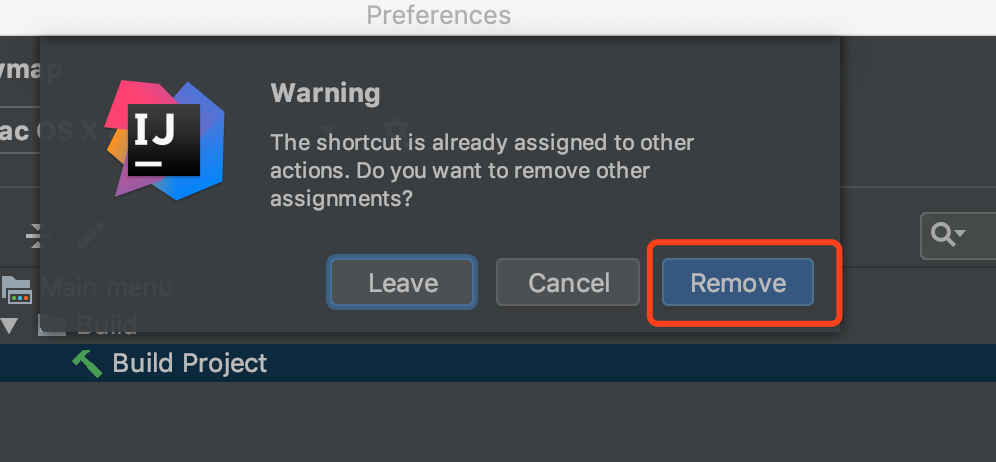 Preferences
ymap
Warning
ac OS X
IJ
The shortcut is already assigned to other
actions. Do you want to remove other
assignments?
Leave
Cancel
Remove
Main menu
Build
Build Project